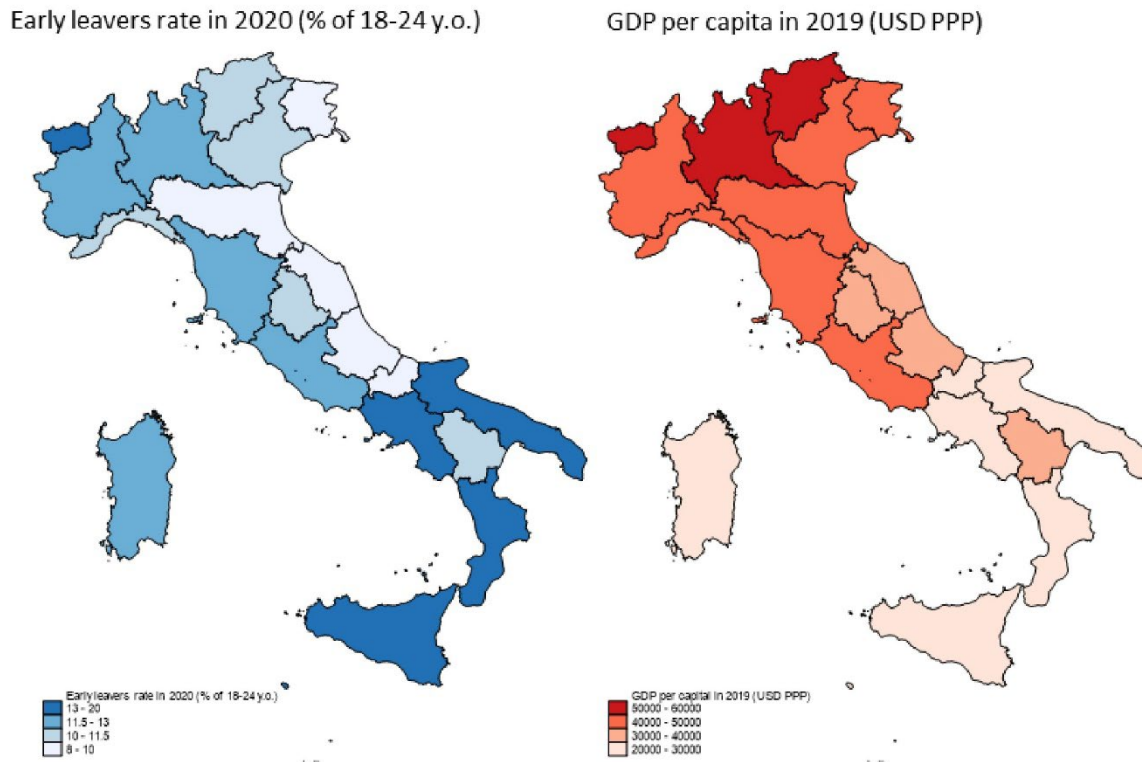 Early leavers rate in 2020 (% of 18-24 y.o.)
GDP per capita in 2019 (USD PPP)
Early leavers rate in 2020 (% of 18-24 y.o.)
13 - 20
11.5 - 13
10 - 11.5
8 - 10
GDP per capital in 2019 (USD PPP)
50000 - 60000
40000 - 50000
30000 - 40000
20000 - 30000